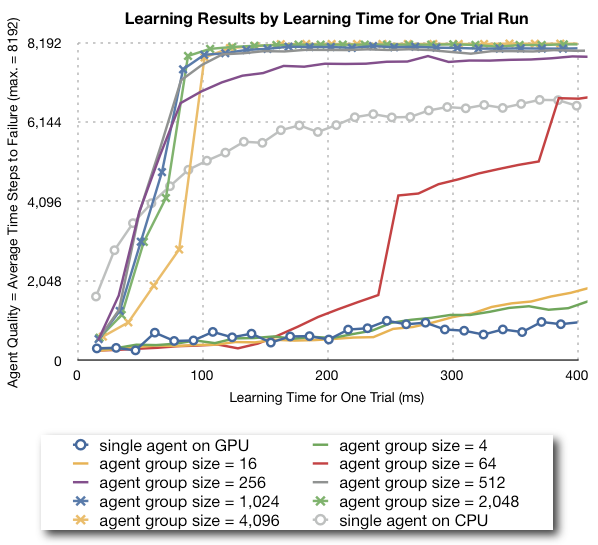 Learning Results by Learning Time for One Trial Run
Agent Quality = Average Time Steps to Failure (max. = 8192)
8,192
6,144
4,096
2,048
0
0 100 200 300 400
Learning Time for One Trial (ms)
single agent on GPU agent group size = 4
agent group size = 16 agent group size = 64
agent group size = 256 agent group size = 512
agent group size = 1,024 agent group size = 2,048
agent group size = 4,096 single agent on CPU